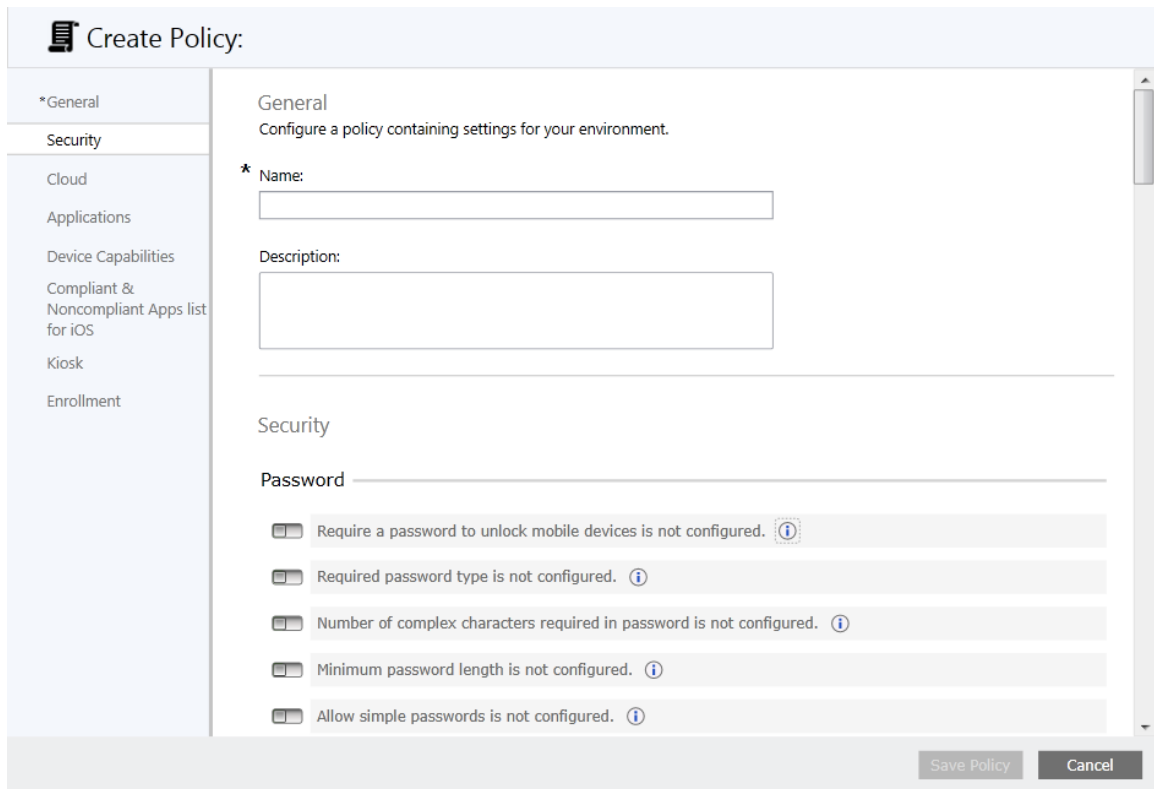 Create Policy:
*General
Security
Cloud
Applications
Device Capabilities
Compliant &
Noncompliant Apps list
for iOS
Kiosk
Enrollment
General
Configure a policy containing settings for your environment.
* Name:
Description:
Security
Password
Require a password to unlock mobile devices is not configured.
Required password type is not configured.
Number of complex characters required in password is not configured.
Minimum password length is not configured.
Allow simple passwords is not configured.
Save Policy
Cancel